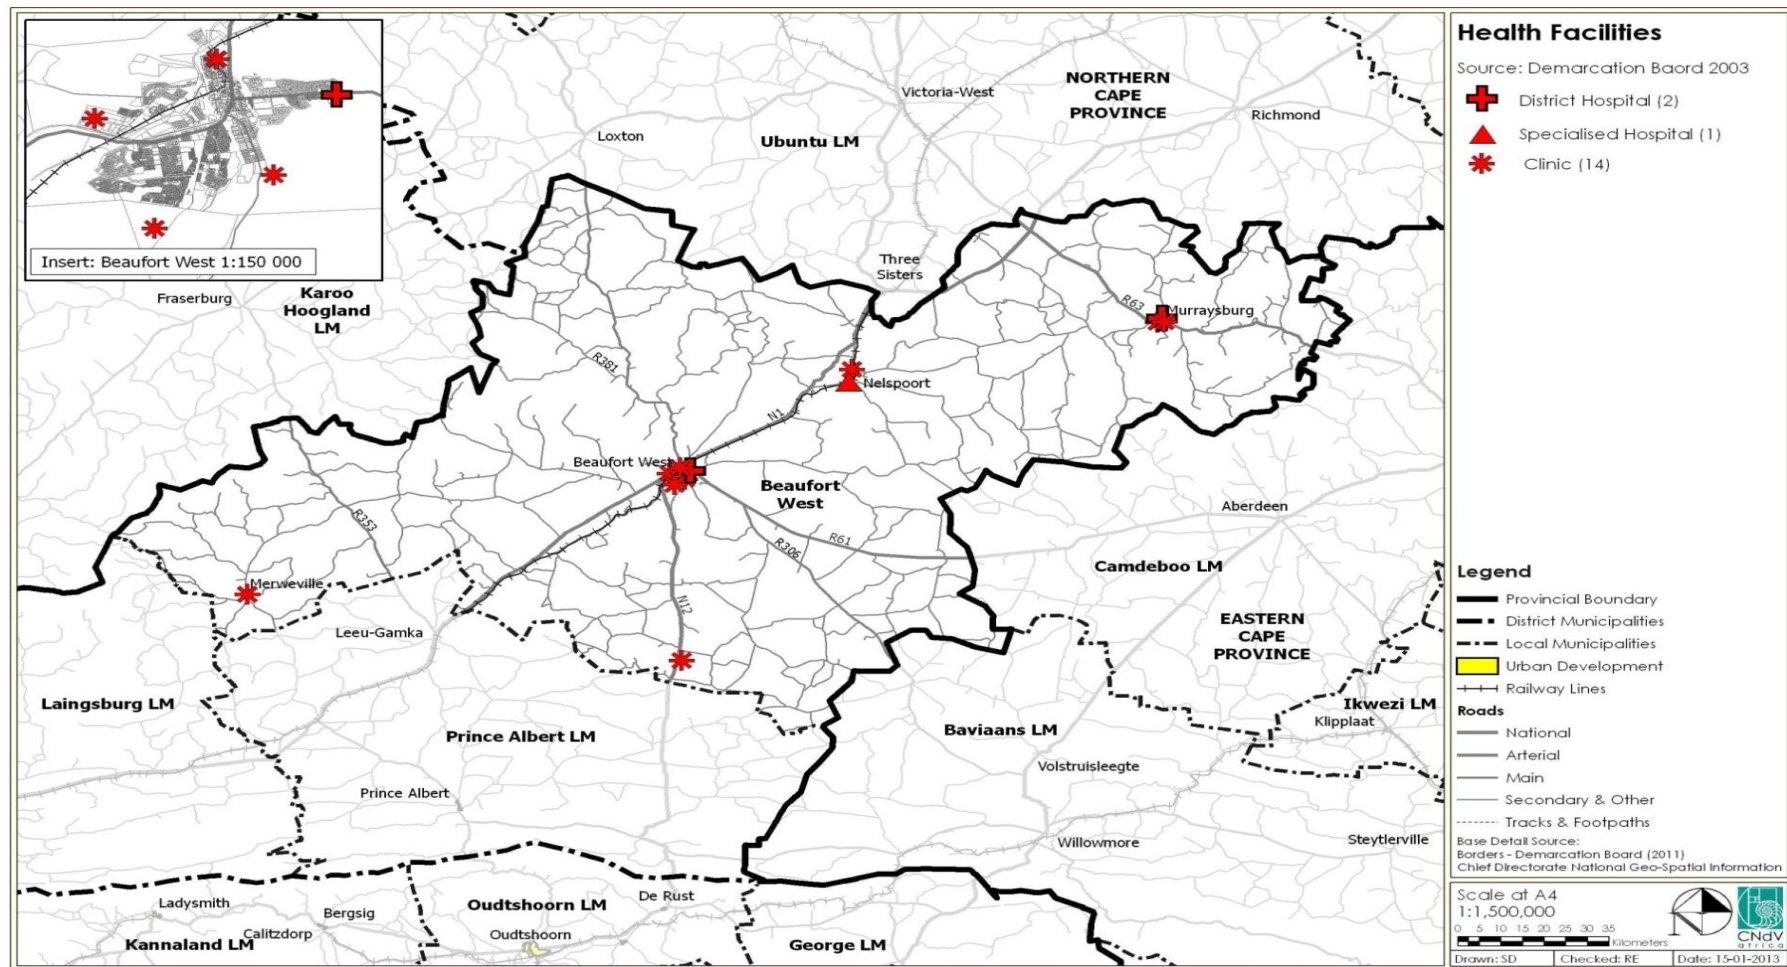 Insert: Beaufort West 1:150 000
NORTHERN
CAPE
PROVINCE
Victoria-West
Richmond
Loxton
Ubuntu LM
Three
Sisters
Fraserburg
Karoo
Hoogland
LM
R63
Murraysburg
R381
Nelspoort
N1
Beaufort West
Beaufort
West
Aberdeen
R353
R61
R306
Camdeboo LM
Merweville
N12
Leeu-Gamka
EASTERN
CAPE
PROVINCE
Laingsburg LM
Prince Albert LM
Baviaans LM
Ikwezi LM
Klipplaat
Volstruisleegte
Prince Albert
Willowmore
Steytlerville
Ladysmith
Bergsig
Oudtshoorn LM
De Rust
Calitzdorp
Kannaland LM
Oudtshoorn
George LM
Health Facilities
Source: Demarcation Baord 2003
District Hospital (2)
Specialised Hospital (1)
Clinic (14)
Legend
Provincial Boundary
District Municipalities
Local Municipalities
Urban Development
Railway Lines
Roads
National
Arterial
Main
Secondary & Other
Tracks & Footpaths
Base Detail Source:
Borders - Demarcation Board (2011)
Chief Directorate National Geo-Spatial Information
Scale at A4
1:1,500,000
0 5 10 15 20 25 30 35
Kilometers
CNdV
africa
Drawn: SD
Checked: RE
Date: 15-01-2013